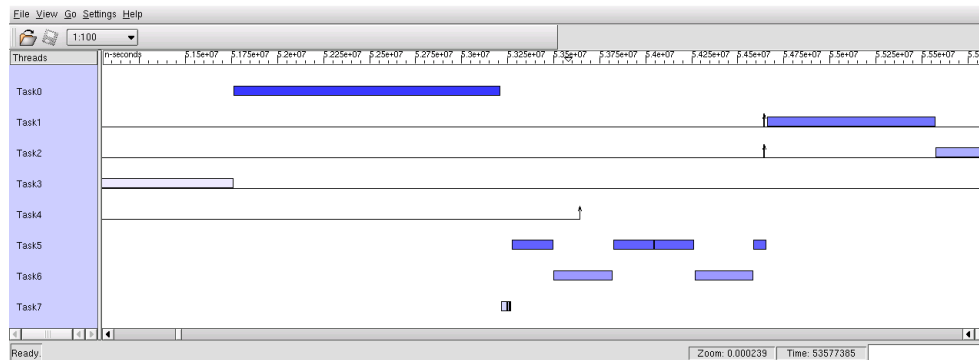 File View Go Settings Help
1:100
Threads
n-seconds 5.15e+07 5.175e+07 5.2e+07 5.225e+07 5.25e+07 5.275e+07 5.3e+07 5.325e+07 5.35e+07 5.375e+07 5.4e+07 5.425e+07 5.45e+07 5.475e+07 5.5e+07 5.525e+07 5.55e+07
Task0
Task1
Task2
Task3
Task4
Task5
Task6
Task7
Ready.
Zoom: 0.000239 Time: 53577385